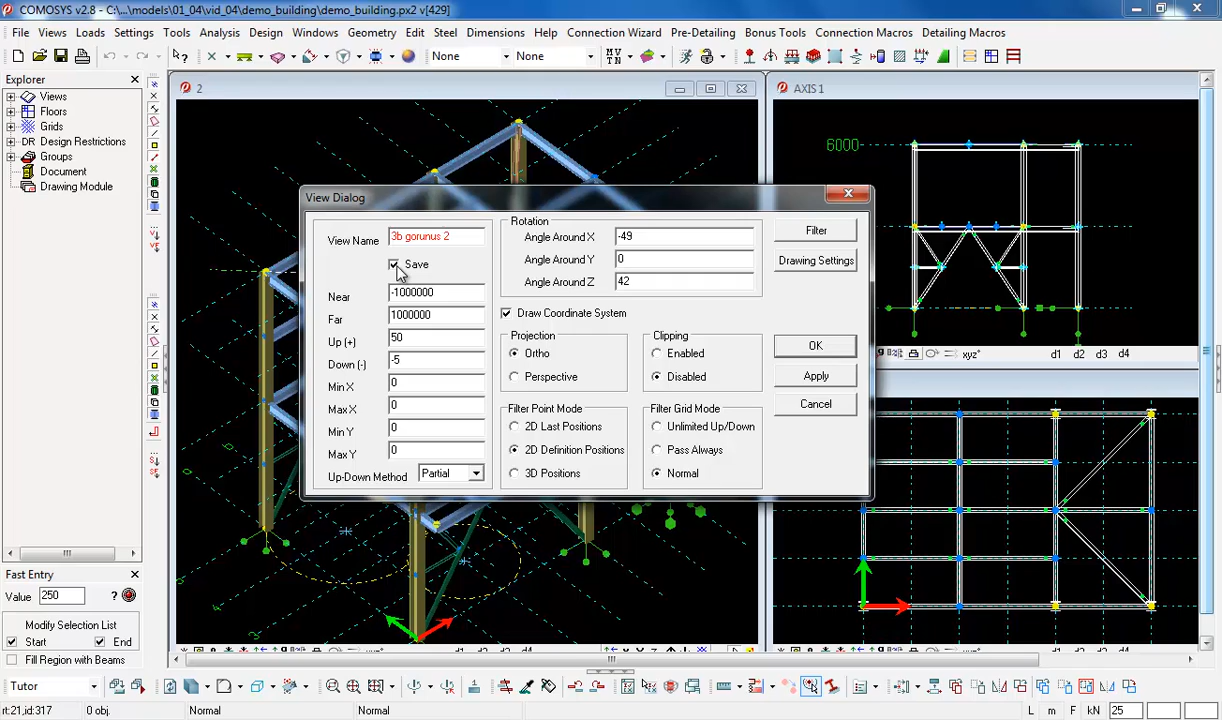 COMOSYS v2.8 - C:\...\models\01_04\vid_04\demo_building\demo_building.px2 v[429]
File Views Loads Settings Tools Analysis Design Windows Geometry Edit Steel Dimensions Help Connection Wizard Pre-Detailing Bonus Tools Connection Macros Detailing Macros
None None MV TN
Explorer
Views
Floors
Grids
DR Design Restrictions
Groups
Document
Drawing Module
2
AXIS 1
6000
View Dialog
View Name 3b gorunus 2
Save
Near -1000000
Far 1000000
Up (+) 50
Down (-) -5
Min X 0
Max X 0
Min Y 0
Max Y 0
Up-Down Method Partial
Rotation
Angle Around X -49
Angle Around Y 0
Angle Around Z 42
Draw Coordinate System
Projection
Ortho
Perspective
Clipping
Enabled
Disabled
Filter Point Mode
2D Last Positions
2D Definition Positions
3D Positions
Filter Grid Mode
Unlimited Up/Down
Pass Always
Normal
Filter
Drawing Settings
OK
Apply
Cancel
xyz° d1 d2 d3 d4
Fast Entry
Value 250 ?
Modify Selection List
Start End
Fill Region with Beams
Tutor
rt:21,id:317 0 obj. Normal Normal L m F kN 25